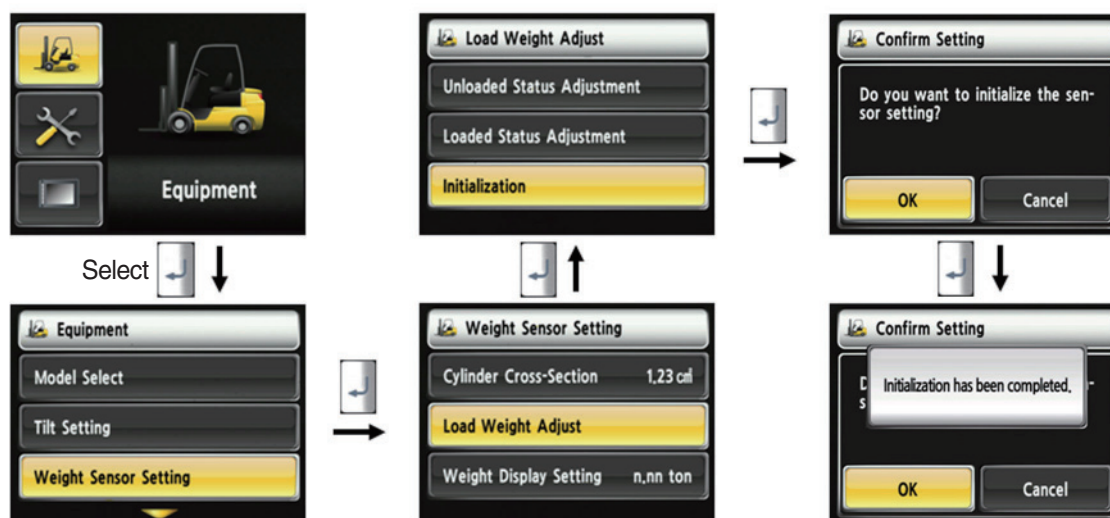 Equipment
Select
Equipment
Model Select
Tilt Setting
Weight Sensor Setting
Weight Sensor Setting
Cylinder Cross-Section 1.23 cm²
Load Weight Adjust
Weight Display Setting n.nn ton
Load Weight Adjust
Unloaded Status Adjustment
Loaded Status Adjustment
Initialization
Confirm Setting
Do you want to initialize the sen-
sor setting?
OK Cancel
Confirm Setting
Initialization has been completed.
OK Cancel